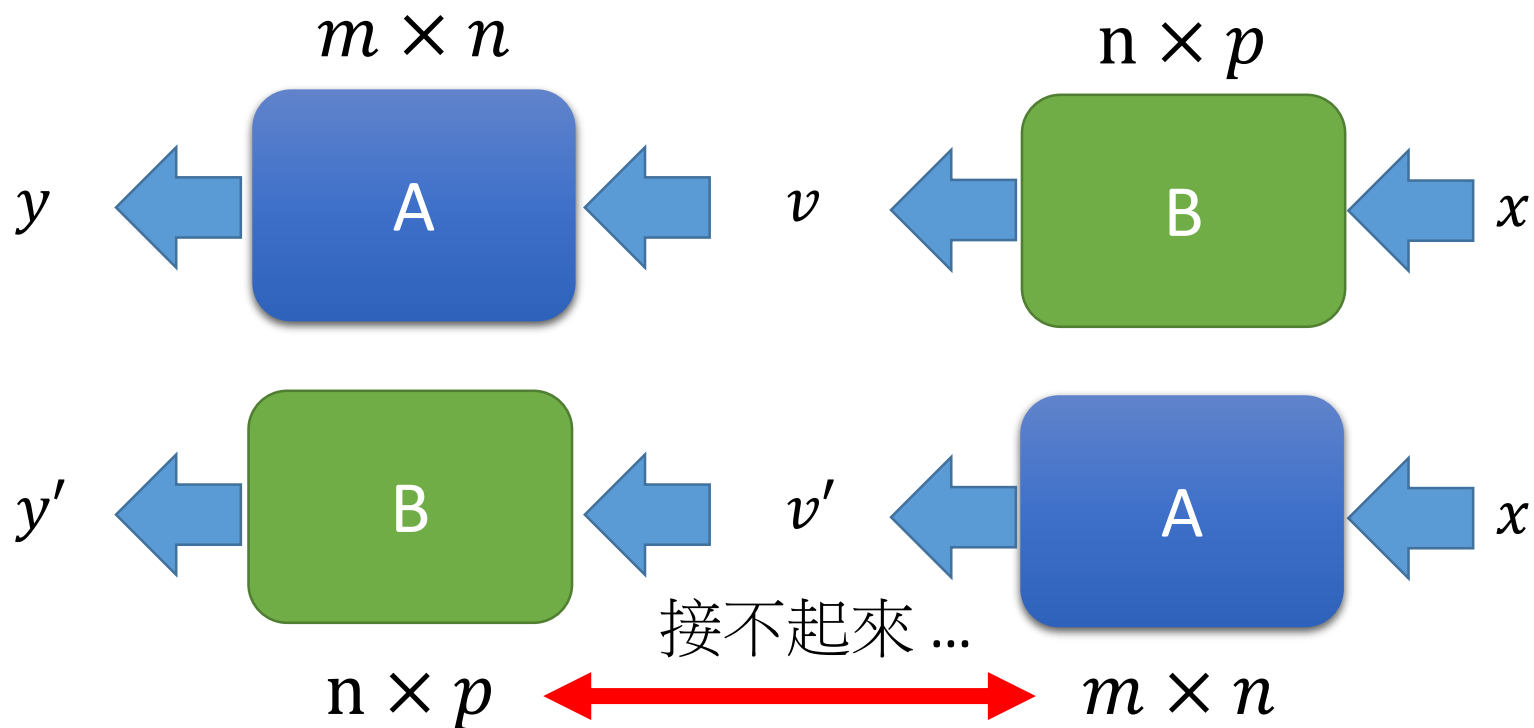 m × n n × p
y A v B x
y′ B v′ A x
接不起來 ...
n × p m × n